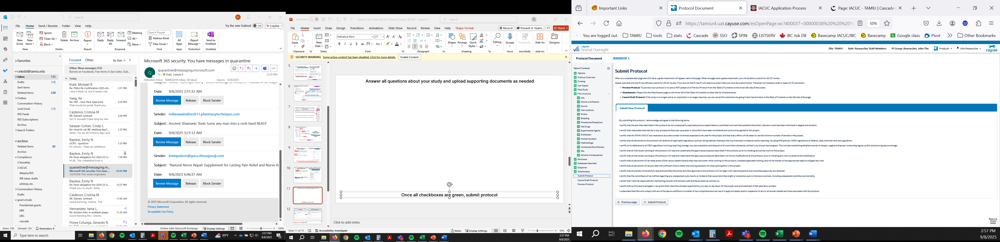 Search
KC
File Home Send / Receive Folder View Help
Try the new Outlook Off Copilot
New Email
New Items
New
Ignore
Clean Up
Block
Delete Archive
Delete
Report
Report
Reply Reply All Forward
Meeting
IM
More
Respond
Search People
Address Book
Filter Email
Find
All Apps
Apps
Report Message
Protection
Send to OneNote
OneNote
Favorites
cekidd@tamiu.edu
Inbox 135
Drafts [14]
Sent Items
Deleted Items 238
Outbox
Conversation History
Junk Email [15]
RSS Feeds
RSS Subscriptions
Archive
Search Folders
archive
Deleted Items 82
Archive
Compliance
biosafety
IACUC
iMedris/IRIS
IRB inbox drafts
whitney etc.
Conversation History
Drafts
grant emails
Presidential grants
MRI
URC
cascade
Focused Other By Date
Other: New messages (53)
Bonnie on Facebook, Free Items in San Isidro, Gail...
Today
Kidd, Michael R
Re: FMLA Re-Certification 2025-26... 2:31 PM
I don't think so, but it means not
Yang, Ke
Re: NSF - User Role Approved 2:20 PM
That would be great, thank you,
Calderon, Cristina M
RE: Daniels contract 2:04 PM
Yes! It shouldn't take long for him
Salazar-Collier, Cindy L.
Re: need to set IBC meeting day f... 1:33 PM
Hello! For me all of those days and
Bayless, Emily N
UCPG - question 1:33 PM
Hi Celeste, I have an exhibition
Bayless, Emily N
Re: final obligation for 2024-25 U... 1:30 PM
Hi all, The completed from is
quarantine@messaging.m...
Microsoft 365 security: You have ... 12:35 PM
CAUTION: This email originated
Bayless, Emily N
Re: final obligation for 2024-25 U... 12:27 PM
Thank you so much! Emily
Calderon, Cristina M
RE: Daniels contract 11:56 AM
Good morning, Celeste, The
Hernandez, Janie L.
Re: broken links in multiple pages 11:32 AM
Good morning Mrs. Celeste,
Flores Colunga, Gerardo R.
Microsoft 365 security: You have messages in quarantine
Q
quarantine@messaging.microsoft.com
To Kidd, Celeste E
12:35 PM
Retention Policy TAMIU2010-Inbox (30 days) Expires 10/8/2025
Date: 9/8/2025 2:51:32 AM
Review Message Release Block Sender
Sender: milanswain@tech11.pharmacytechnique.com
Subject: Ancient Shamanic Tonic turns any man into a rock-hard BEAST
Date: 9/8/2025 3:21:12 AM
Review Message Release Block Sender
Sender: lewispolson@guru.chessguruji.com
Subject: "Natural Nerve Repair Supplement for Lasting Pain Relief and Nerve R
Date: 9/8/2025 6:46:37 AM
Review Message Release Block Sender
© 2025 Microsoft Corporation. All rights reserved.
Privacy Statement
Acceptable Use Policy
Items: 336 Unread: 134 Reminders: 9 Online with: Microsoft Exchange Display Settings 100%
Type here to search
89°F
2:57 PM
9/8/2025
AutoSave Off Submit Your Next IACUC Protocol Using CAYUSE • Saved Search
File Home Insert Draw Design Transitions Animations Slide Show Record Review View Help Shape Format
Record Present in Teams Share
Paste
Clipboard
New Slide
Slides
Helvetica Now 27
Font
Paragraph
Shapes Arrange Quick Styles
Drawing
Editing
Dictate
Voice
Sensitivity
Sensitivity
Add-ins
Add-ins
Designer
SECURITY WARNING Some active content has been disabled. Click for more details. Enable Content
5
6
7
8
9
10
11
12
Answer all questions about your study and upload supporting documents as needed
Once all checkboxes are green, submit protocol
Click to add notes
Slide 11 of 15 Accessibility: Investigate Notes Display Settings 54%
2:57 PM
9/8/2025
Important Links
Protocol Document
IACUC Application Process
Page: IACUC - TAMIU | Cascade C
https://tamiur4.uat.cayuse.com/esOpenPage.wc?400037~00000038%20%20%20%
50%
You are logged out. TAMIU tools stats Cascade SSO SPIN LISTSERV IBC risk DB Basecamp IACUC/IBC Basecamp Google class Pivot Other Bookmarks
cayuse
Animal Oversight
Site: TAMIU Role: Researcher Staff Members PI Group: Researcher, John The Products John Researcher cayuse
Protocol Document 00000038 1
Table of Contents
Options
Protocol Overview
Funding
Use Type(s)
Field Study
Mus musculus
Info
Choice Justification
Source
Use Locations
Strains
Breeding
Procedures/Exceptions
Vet Drugs
Experimental Agents
Euthanasia
Animal Numbers
Methodology
Unrelieved Pain/Distress
3Rs
Adverse Consequences
Personnel
Databases Searched
Endpoints
Attachments
Submit Protocol
Cancel Draft Protocol
Preview Protocol
Submit Protocol
After you complete each page and click Save, a green checkmark will appear next to the page. When all pages have a green checkmark, you will be able to submit for IACUC review.
Please note that only the PI can officially submit for IACUC review. If you are not the PI, the PI will receive an email when you click the submit button. The email will indicate a draft is ready for PI submission.
• Preview Protocol: To preview your protocol or to save a PDF, please click Preview Protocol from the Table of Contents on the lower left side of the screen.
• Attachments: Please click the Attachments page on the lower left of the Table of Contents to check the list of attachments.
• Cancel Draft Protocol: If the study is no longer active, or submission is no longer required, you can cancel this submission by going to the Cancel button in the Table of Contents on the left side of the page.
Submit New Protocol
By submitting this protocol, I acknowledge and agree to the following terms.
I certify that the activities described in this protocol do not unnecessarily duplicate previous experiments or published work and that potential discomfort, distress or pain has been minimized in degree and duration.
I certify that reasonable alternatives to any procedures that may cause pain or discomfort have been considered and could not be applied to this project.
I certify that the TAMIU IACUC has received an accurate number of animals expected to be used for the project and that every effort will be taken to use the minimum number of animals in the project.
I certify that all personnel on this protocol will abide by all applicable regulations, policies, and guidelines relating to the use of animals in research and/or teaching, including PHS policies, USDA regulations, all federal, state, and local laws and regulations.
I certify strict adherence to all DEA regulations involving receiving, storage, use, documentation and disposal of all controlled substances utilized in my animal care program. This includes maintaining detailed records of receipt, usage and disposal, conducting regular audits, and ensuring secure storage.
I certify that all individuals working on this protocol will read and understand the approved procedures described in this protocol, prior to initiating any animal work on this project.
I certify that all individuals working on this protocol will read and understand the approved procedures described in all future modifications to this protocol, prior to initiating any work covered by the modification.
I certify that all personnel will be made aware of the various health hazards they may encounter while working on this protocol, complete applicable training, and will be trained on the appropriate steps to mitigate any risks.
I certify that all personnel will be provided with sufficient time to obtain the training necessary for their participation in this project.
I certify that all animals will be lawfully acquired and that the animal activities approved in this protocol will not begin until required permits and committee approvals are obtained.
I certify that the committee will be notified regarding any unexpected study results or incidents that cause more than slight or momentary pain or distress to animals, including unexpected morbidity and mortality.
I certify that I shall be responsible for maintaining records of all animals used and the procedures carried out.
I certify that as Principal Investigator, I am aware that I have the ultimate responsibility, on a day-to-day basis, for the proper care and treatment of the laboratory animals.
I understand that failure to comply with any of the above conditions is a matter of non-compliance and can result in approval delays and/or suspension of any or all animal-related activities associated with this protocol.
Previous page Submit Protocol
Resource Center badge
2:57 PM
9/8/2025